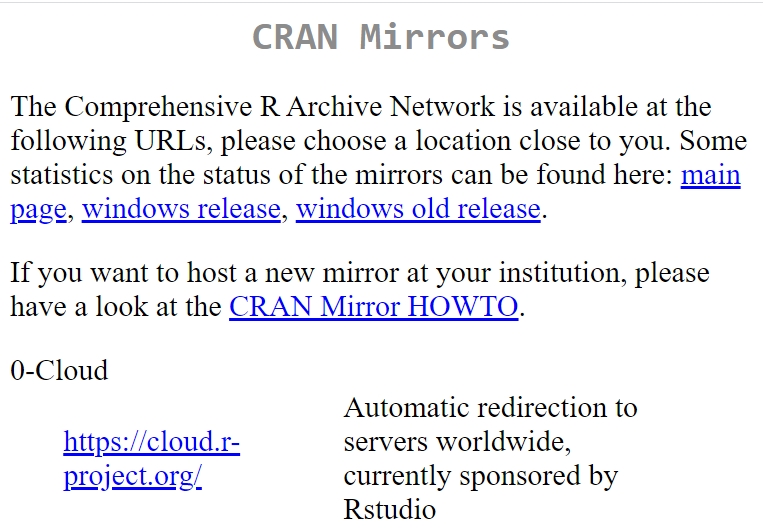 CRAN Mirrors
The Comprehensive R Archive Network is available at the
following URLs, please choose a location close to you. Some
statistics on the status of the mirrors can be found here: main
page, windows release, windows old release.
If you want to host a new mirror at your institution, please
have a look at the CRAN Mirror HOWTO.
0-Cloud
https://cloud.r-
project.org/
Automatic redirection to
servers worldwide,
currently sponsored by
Rstudio